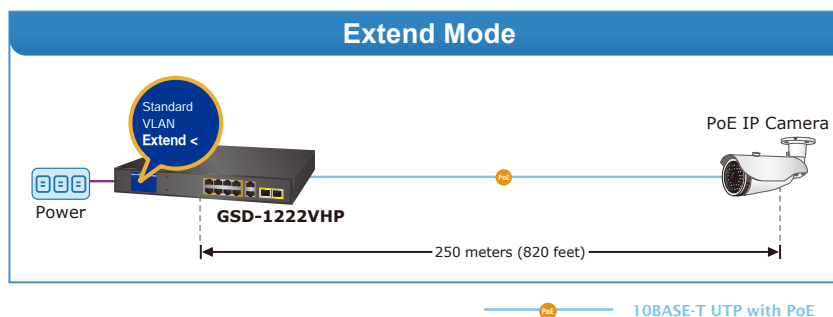 Extend Mode
Standard
VLAN
Extend <
PoE IP Camera
PoE
Power
GSD-1222VHP
250 meters (820 feet)
PoE
10BASE-T UTP with PoE